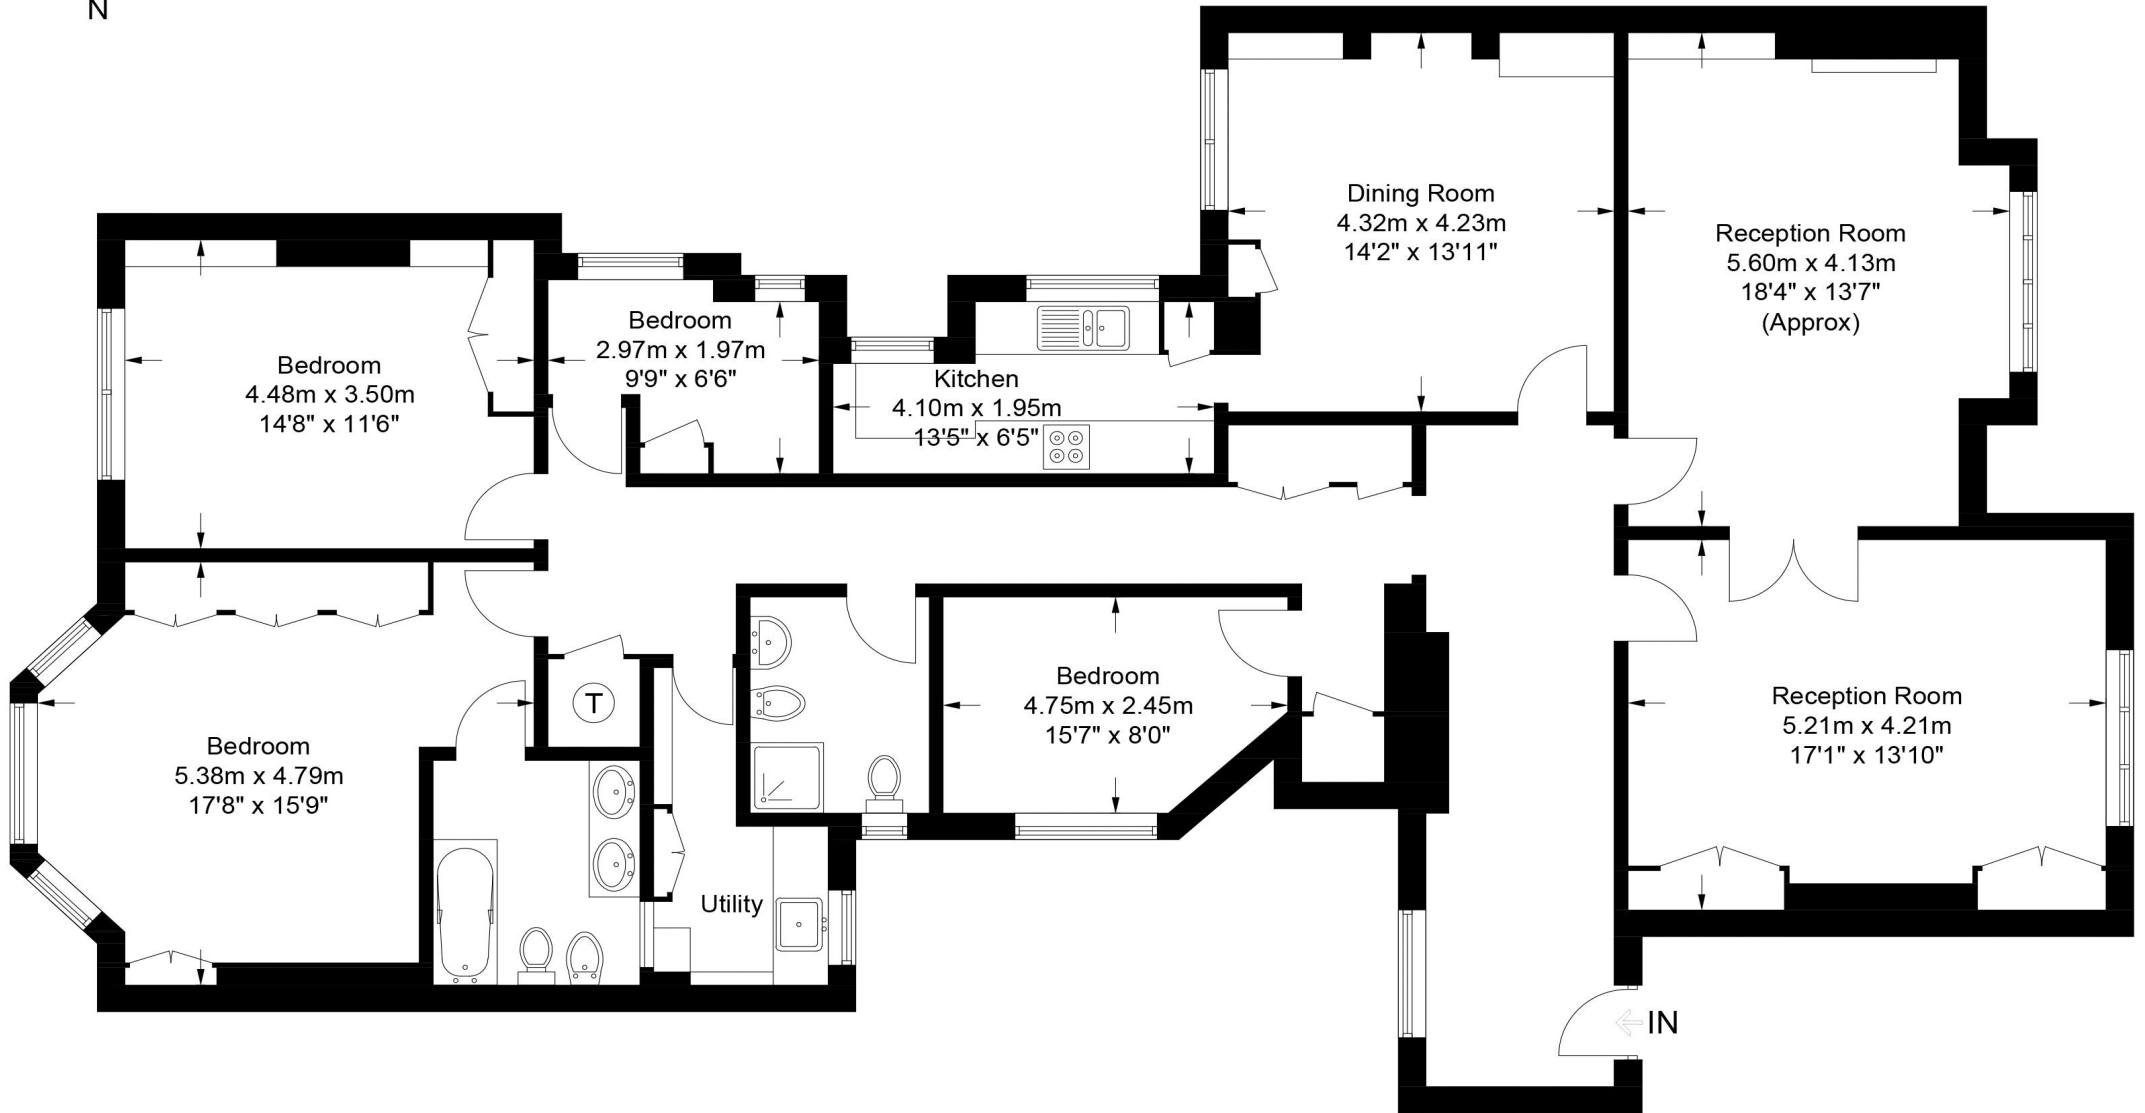 N
Dining Room
4.32m x 4.23m
14'2" x 13'11"
Reception Room
5.60m x 4.13m
18'4" x 13'7"
(Approx)
Bedroom
4.48m x 3.50m
14'8" x 11'6"
Bedroom
2.97m x 1.97m
9'9" x 6'6"
Kitchen
4.10m x 1.95m
13'5" x 6'5"
Bedroom
5.38m x 4.79m
17'8" x 15'9"
T
Bedroom
4.75m x 2.45m
15'7" x 8'0"
Reception Room
5.21m x 4.21m
17'1" x 13'10"
Utility
IN